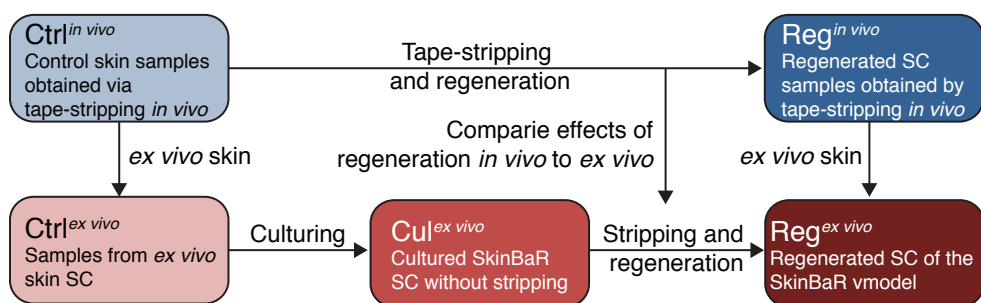 Ctrl in vivo
Control skin samples
obtained via
tape-stripping in vivo
Tape-stripping
and regeneration
Reg in vivo
Regenerated SC
samples obtained by
tape-stripping in vivo
ex vivo skin
Comparie effects of
regeneration in vivo to ex vivo
ex vivo skin
Ctrl ex vivo
Samples from ex vivo
skin SC
Culturing
Cul ex vivo
Cultured SkinBaR
SC without stripping
Stripping and
regeneration
Reg ex vivo
Regenerated SC of the
SkinBaR vmodel